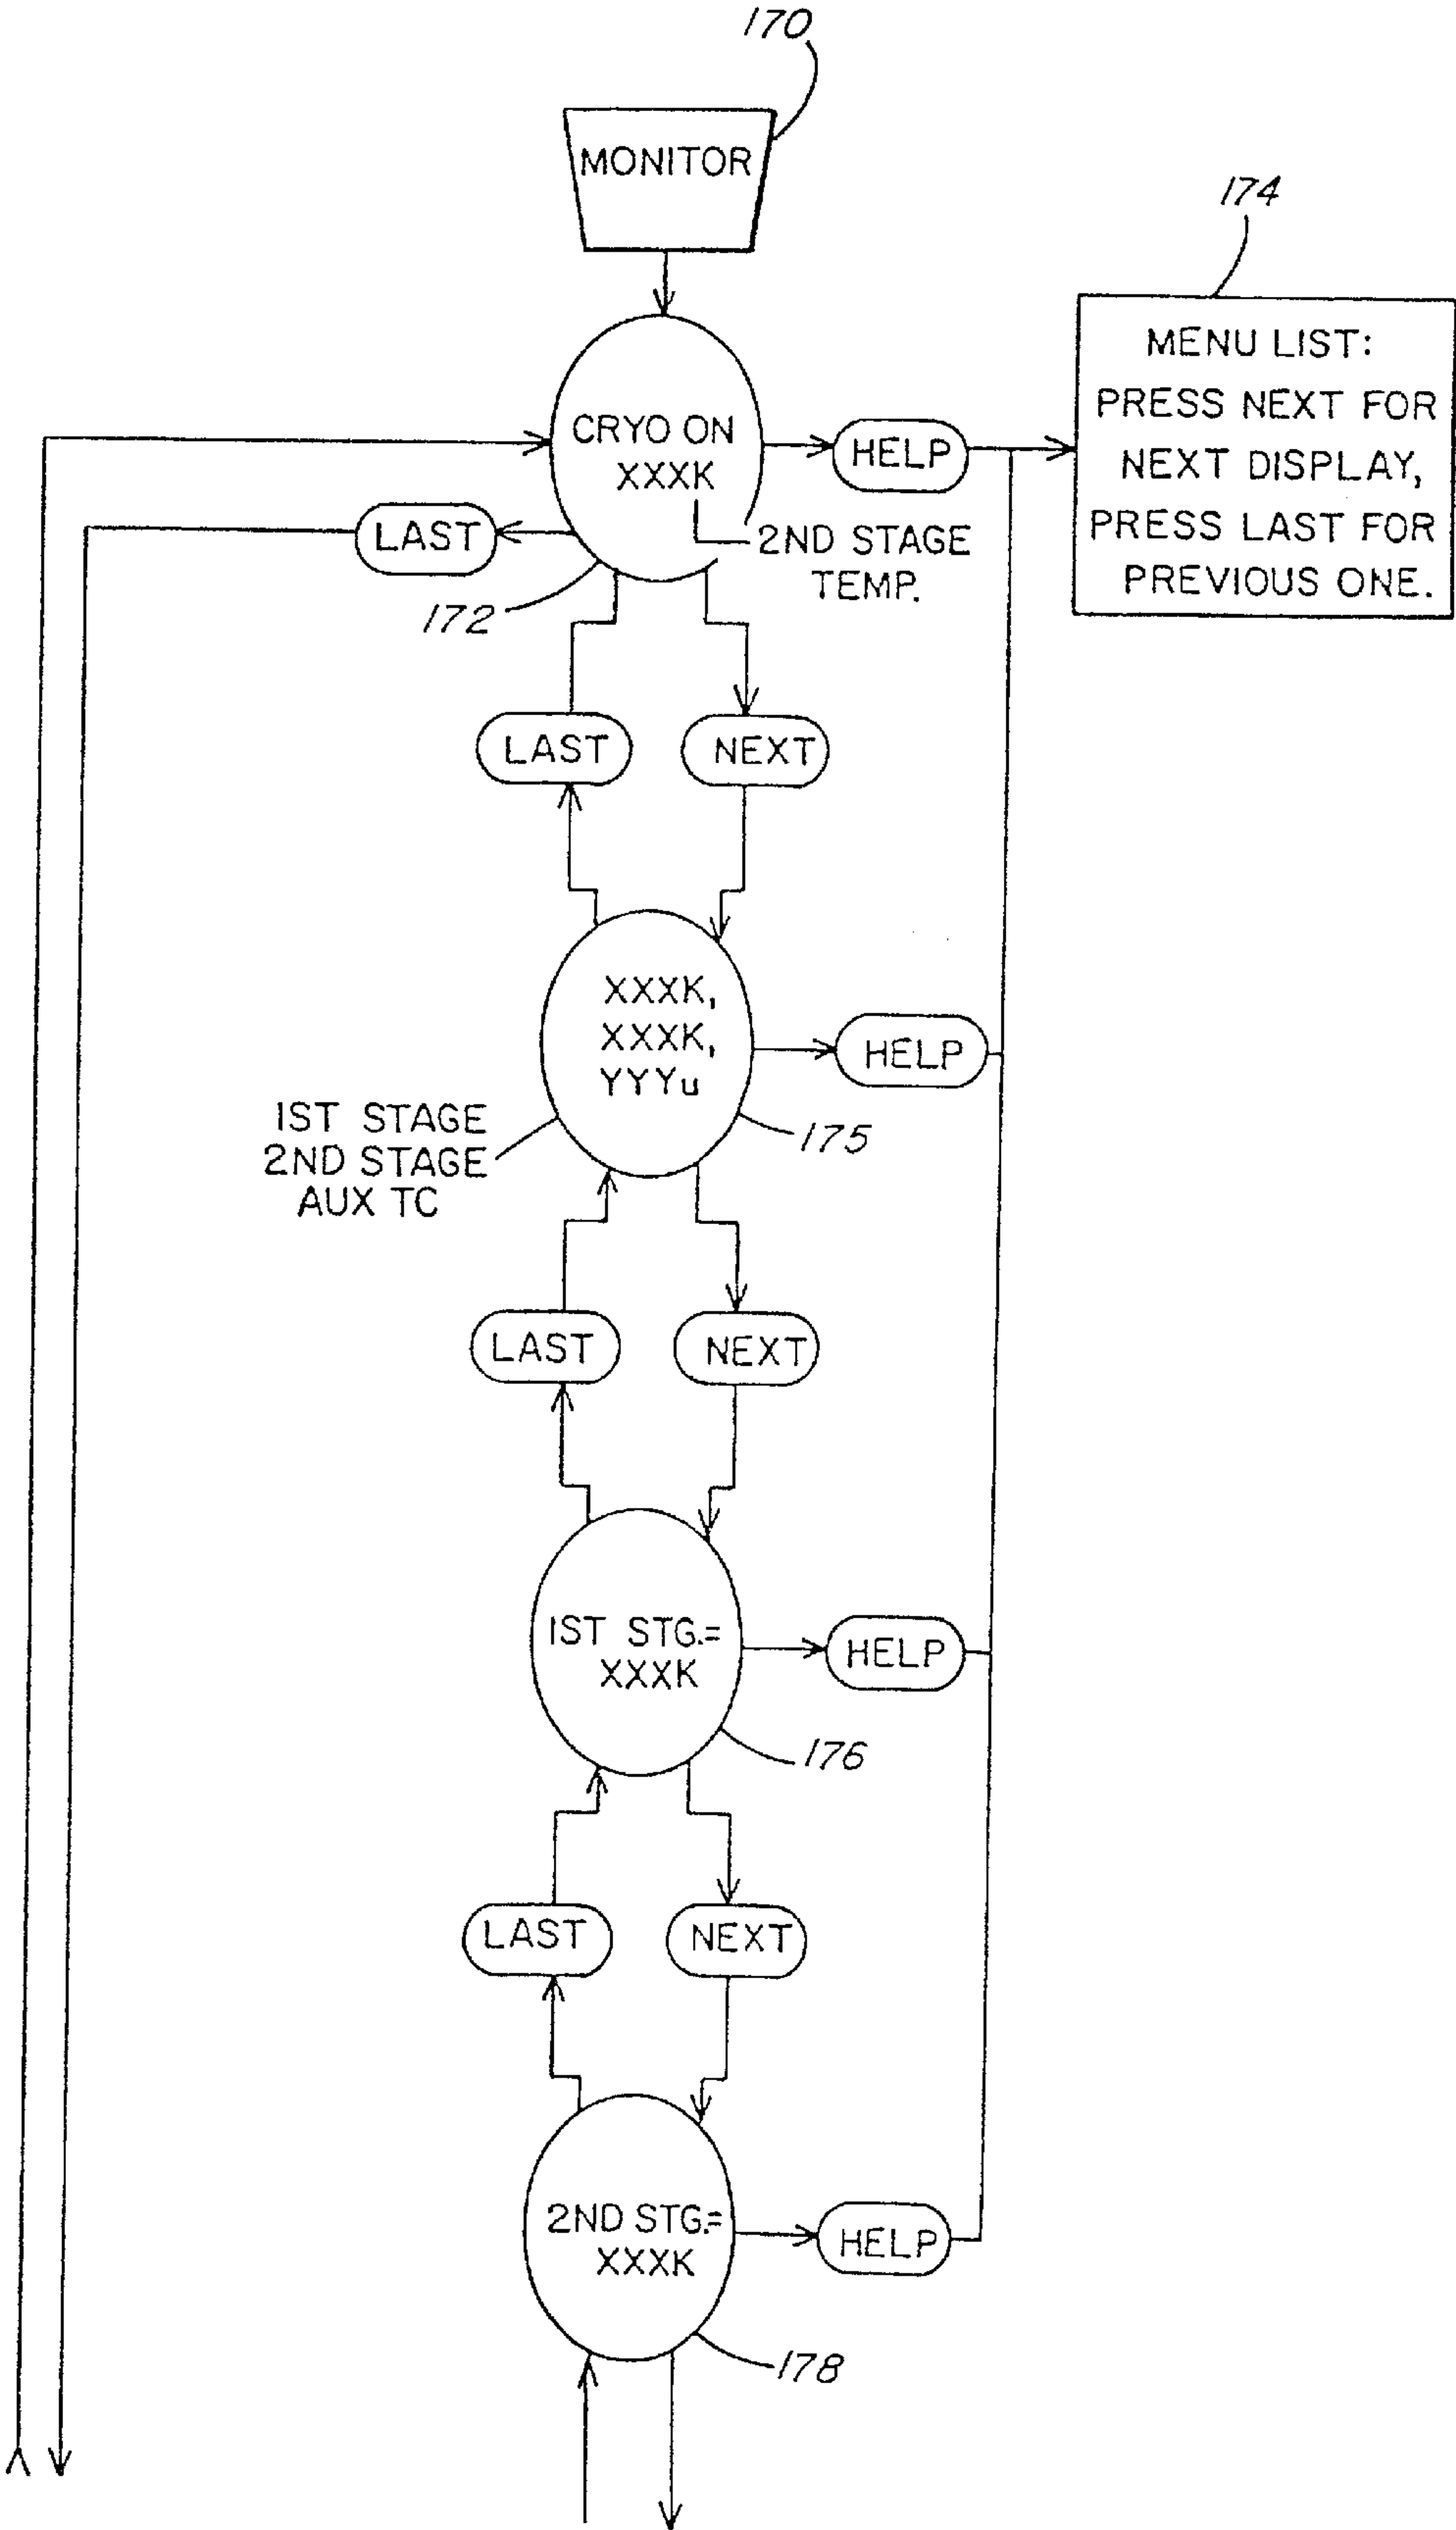 170
MONITOR
174
MENU LIST:
PRESS NEXT FOR
NEXT DISPLAY,
PRESS LAST FOR
PREVIOUS ONE.
CRYO ON
XXXK
HELP
LAST
2ND STAGE
TEMP.
172
LAST
NEXT
XXXK,
XXXK,
YYYu
HELP
1ST STAGE
2ND STAGE
AUX TC
175
LAST
NEXT
1ST STG.=
XXXK
HELP
176
LAST
NEXT
2ND STG.=
XXXK
HELP
178